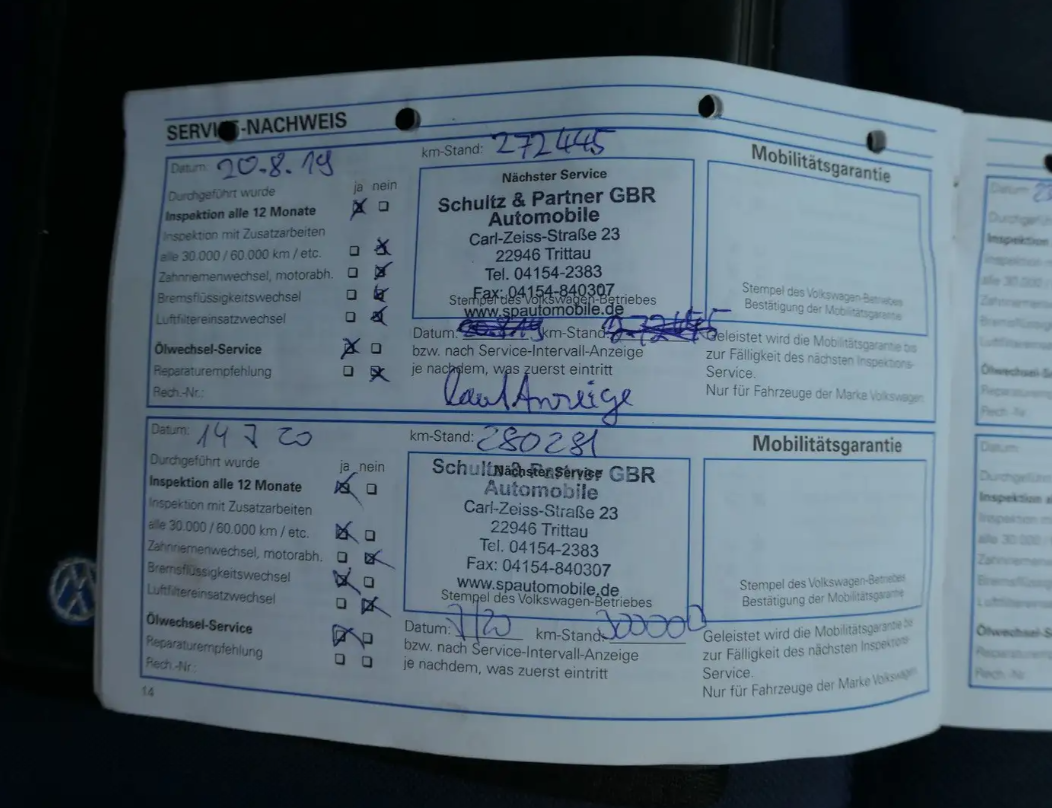 SERVICE-NACHWEIS
Datum: 20.8.19
km-Stand: 272445
Durchgeführt wurde ja nein
Inspektion alle 12 Monate
Inspektion mit Zusatzarbeiten
alle 30.000 / 60.000 km / etc.
Zahnriemenwechsel, motorabh.
Bremsflüssigkeitswechsel
Luftfiltereinsatzwechsel
Ölwechsel-Service
Reparaturempfehlung
Rech.-Nr.:
Nächster Service
Schultz & Partner GBR
Automobile
Carl-Zeiss-Straße 23
22946 Trittau
Tel. 04154-2383
Fax: 04154-840307
Stempel des Volkswagen-Betriebes
www.spautomobile.de
Datum: km-Stand:
bzw. nach Service-Intervall-Anzeige
je nachdem, was zuerst eintritt
laut Anzeige
Mobilitätsgarantie
Stempel des Volkswagen-Betriebes
Bestätigung der Mobilitätsgarantie
Geleistet wird die Mobilitätsgarantie bis
zur Fälligkeit des nächsten Inspektions-
Service.
Nur für Fahrzeuge der Marke Volkswagen
Datum: 14 7 20
km-Stand: 280281
Durchgeführt wurde ja nein
Inspektion alle 12 Monate
Inspektion mit Zusatzarbeiten
alle 30.000 / 60.000 km / etc.
Zahnriemenwechsel, motorabh.
Bremsflüssigkeitswechsel
Luftfiltereinsatzwechsel
Ölwechsel-Service
Reparaturempfehlung
Rech.-Nr.:
Nächster Service
Schultz & Partner GBR
Automobile
Carl-Zeiss-Straße 23
22946 Trittau
Tel. 04154-2383
Fax: 04154-840307
www.spautomobile.de
Stempel des Volkswagen-Betriebes
Datum: 7/20 km-Stand: 300000
bzw. nach Service-Intervall-Anzeige
je nachdem, was zuerst eintritt
Mobilitätsgarantie
Stempel des Volkswagen-Betriebes
Bestätigung der Mobilitätsgarantie
Geleistet wird die Mobilitätsgarantie bis
zur Fälligkeit des nächsten Inspektions
Service.
Nur für Fahrzeuge der Marke Volkswagen
14